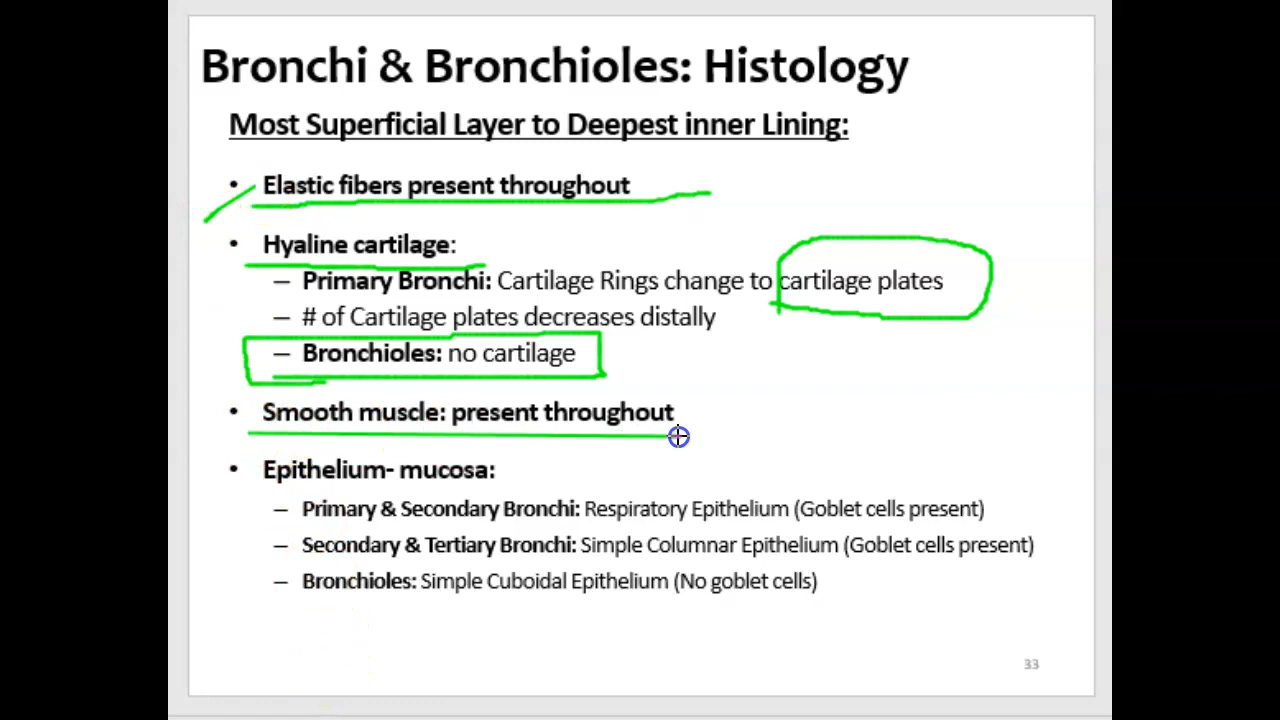 Bronchi & Bronchioles: Histology
Most Superficial Layer to Deepest inner Lining:
• Elastic fibers present throughout
• Hyaline cartilage:
– Primary Bronchi: Cartilage Rings change to cartilage plates
– # of Cartilage plates decreases distally
– Bronchioles: no cartilage
• Smooth muscle: present throughout
• Epithelium- mucosa:
– Primary & Secondary Bronchi: Respiratory Epithelium (Goblet cells present)
– Secondary & Tertiary Bronchi: Simple Columnar Epithelium (Goblet cells present)
– Bronchioles: Simple Cuboidal Epithelium (No goblet cells)
33